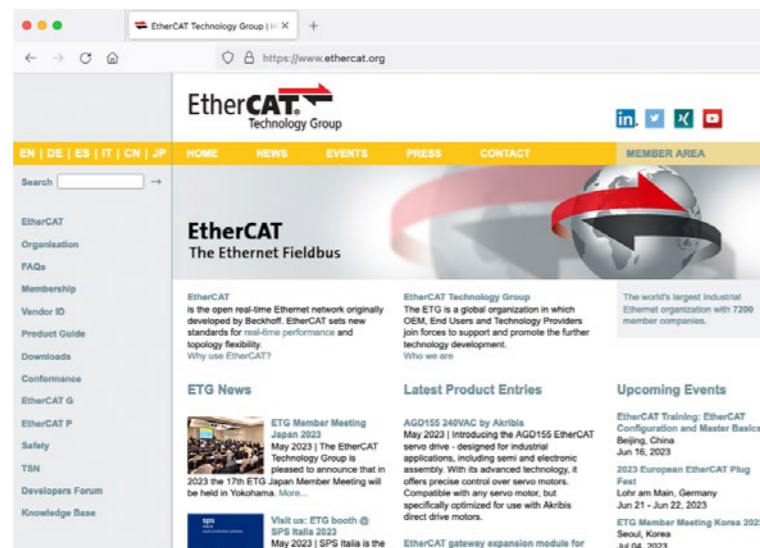 EtherCAT Technology Group | H
https://www.ethercat.org
EtherCAT®
Technology Group
in
EN | DE | ES | IT | CN | JP
HOME NEWS EVENTS PRESS CONTACT MEMBER AREA
Search →
EtherCAT
Organisation
FAQs
Membership
Vendor ID
Product Guide
Downloads
Conformance
EtherCAT G
EtherCAT P
Safety
TSN
Developers Forum
Knowledge Base
EtherCAT
The Ethernet Fieldbus
EtherCAT
is the open real-time Ethernet network originally
developed by Beckhoff. EtherCAT sets new
standards for real-time performance and
topology flexibility.
Why use EtherCAT?
EtherCAT Technology Group
The ETG is a global organization in which
OEM, End Users and Technology Providers
join forces to support and promote the further
technology development.
Who we are
The world's largest Industrial
Ethernet organization with 7200
member companies.
ETG News
ETG Member Meeting
Japan 2023
May 2023 | The EtherCAT
Technology Group is
pleased to announce that in
2023 the 17th ETG Japan Member Meeting will
be held in Yokohama. More...
sps
Visit us: ETG booth @
SPS Italia 2023
May 2023 | SPS Italia is the
Latest Product Entries
AGD155 240VAC by Akribis
May 2023 | Introducing the AGD155 EtherCAT
servo drive - designed for industrial
applications, including semi and electronic
assembly. With its advanced technology, it
offers precise control over servo motors.
Compatible with any servo motor, but
specifically optimized for use with Akribis
direct drive motors.
EtherCAT gateway expansion module for
Upcoming Events
EtherCAT Training: EtherCAT
Configuration and Master Basics
Beijing, China
Jun 16, 2023
2023 European EtherCAT Plug
Fest
Lohr am Main, Germany
Jun 21 - Jun 22, 2023
ETG Member Meeting Korea 2023
Seoul, Korea
Jul 04, 2023